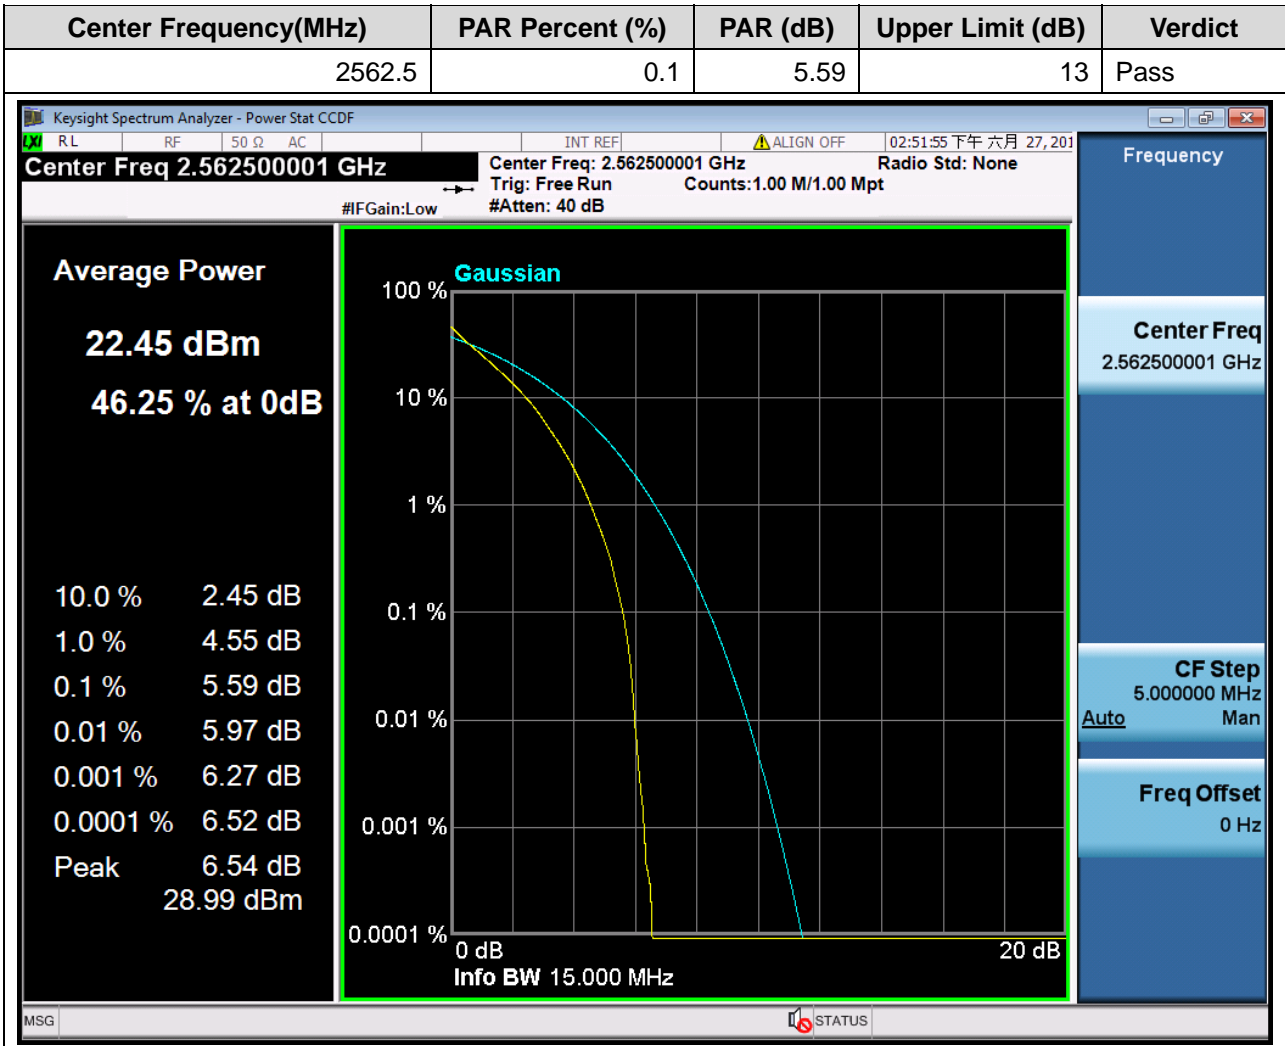 Center Frequency(MHz) PAR Percent (%) PAR (dB) Upper Limit (dB) Verdict
2562.5 0.1 5.59 13 Pass
Keysight Spectrum Analyzer - Power Stat CCDF
LXI RL RF 50 Ω AC INT REF ALIGN OFF 02:51:55 下午 六月 27, 201
Center Freq 2.562500001 GHz
Center Freq: 2.562500001 GHz Radio Std: None
Trig: Free Run Counts:1.00 M/1.00 Mpt
#IFGain:Low #Atten: 40 dB
Average Power
22.45 dBm
46.25 % at 0dB
10.0 % 2.45 dB
1.0 % 4.55 dB
0.1 % 5.59 dB
0.01 % 5.97 dB
0.001 % 6.27 dB
0.0001 % 6.52 dB
Peak 6.54 dB
28.99 dBm
Gaussian
100 %
10 %
1 %
0.1 %
0.01 %
0.001 %
0.0001 %
0 dB 20 dB
Info BW 15.000 MHz
Frequency
Center Freq
2.562500001 GHz
CF Step
5.000000 MHz
Auto Man
Freq Offset
0 Hz
MSG STATUS